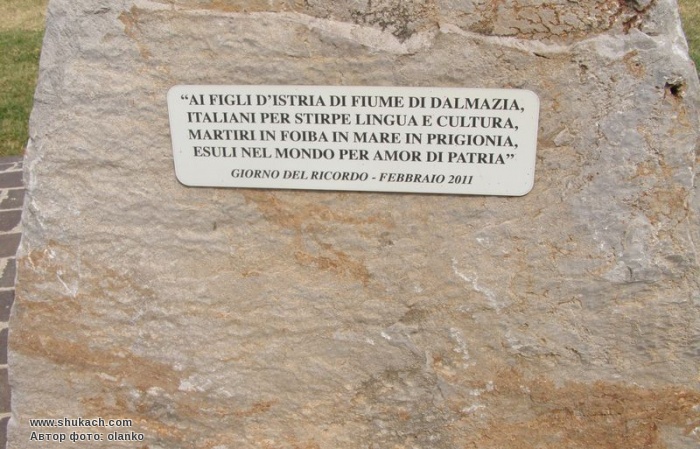 “AI FIGLI D’ISTRIA DI FIUME DI DALMAZIA,
ITALIANI PER STIRPE LINGUA E CULTURA,
MARTIRI IN FOIBA IN MARE IN PRIGIONIA,
ESULI NEL MONDO PER AMOR DI PATRIA”
GIORNO DEL RICORDO - FEBBRAIO 2011
www.shukach.com
Автор фото: olanko